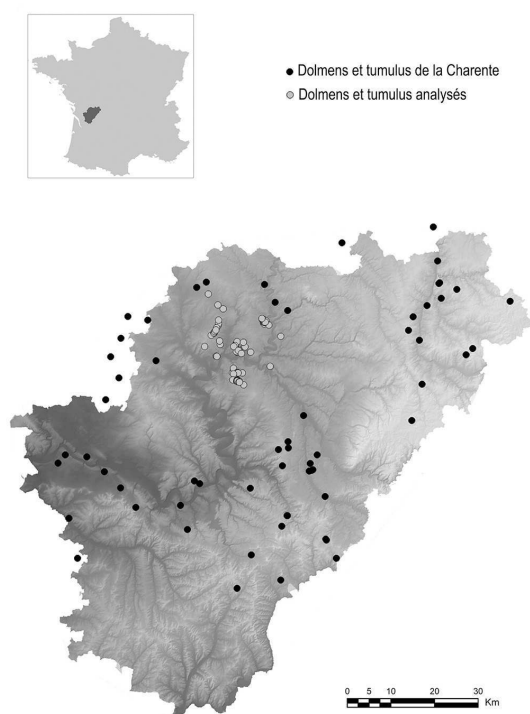 Dolmens et tumulus de la Charente
Dolmens et tumulus analysés
0 5 10 20 30
Km